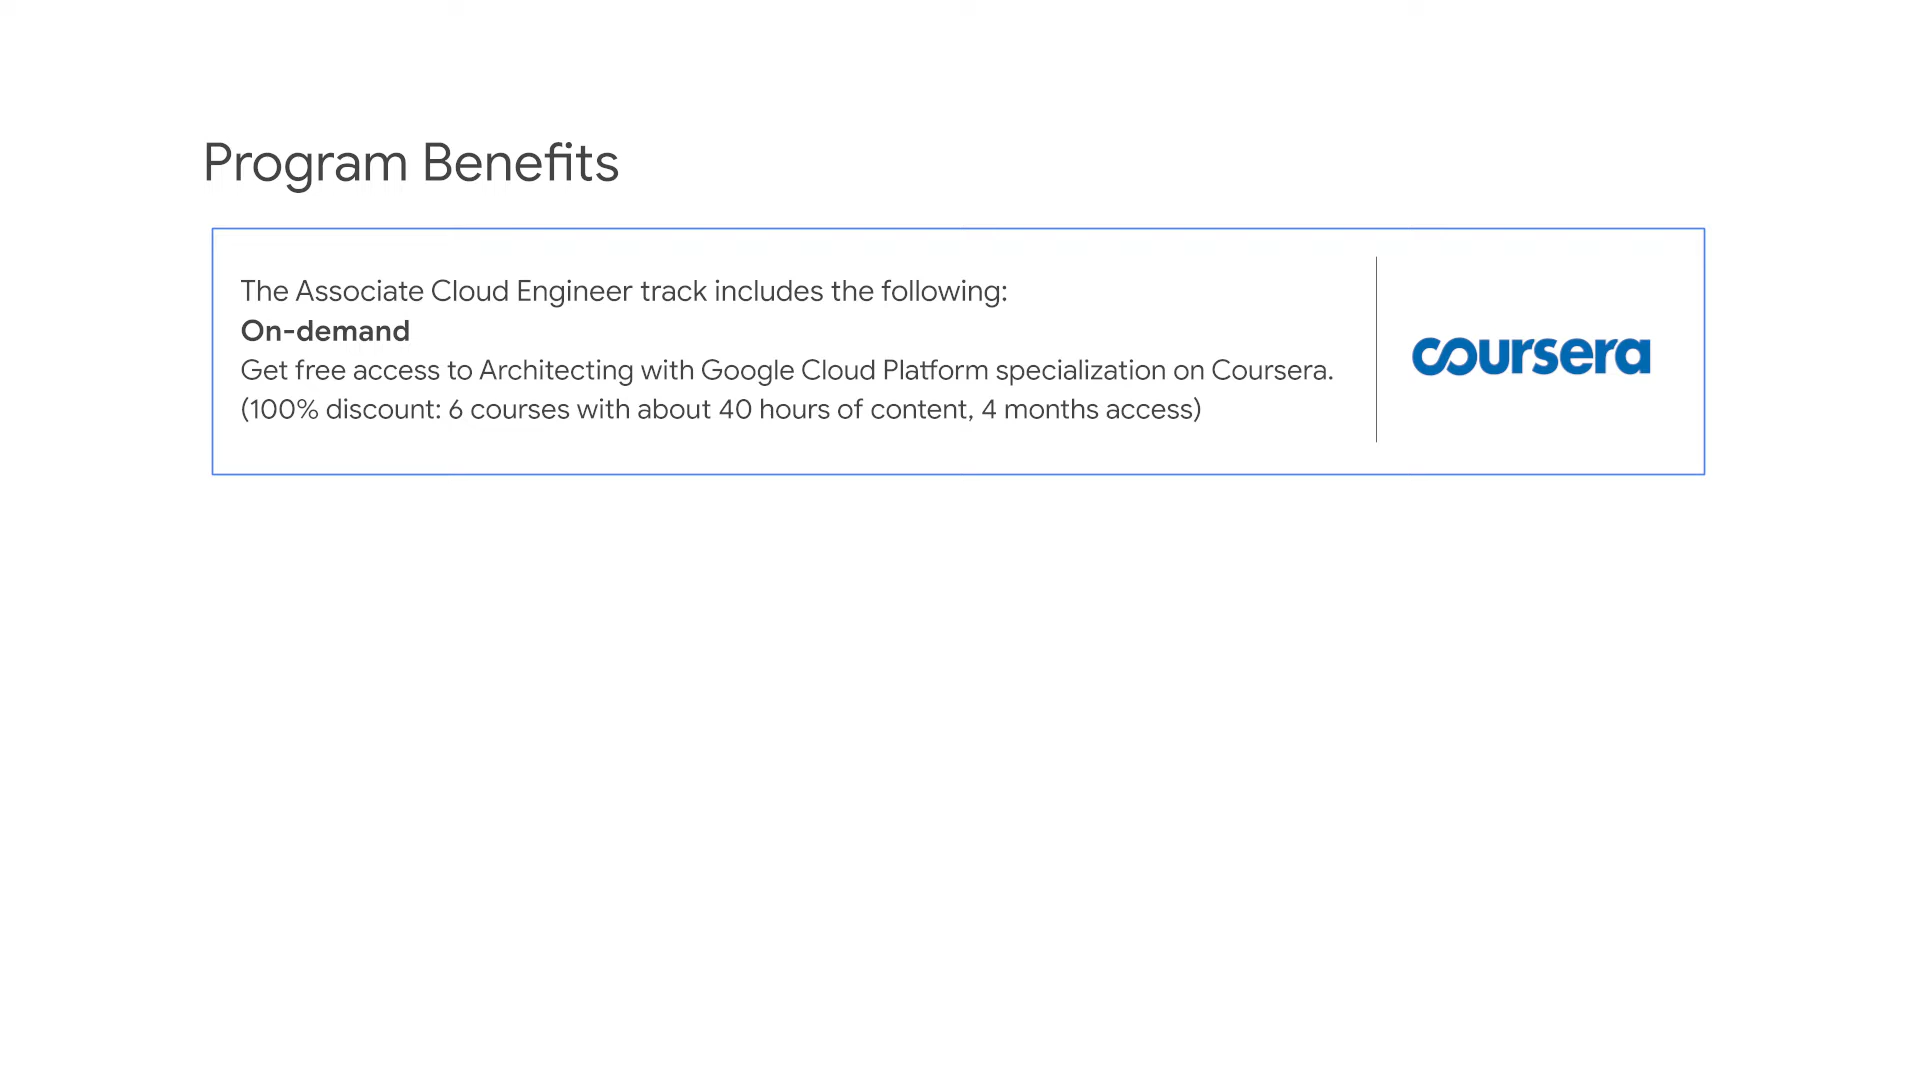 Program Benefits
The Associate Cloud Engineer track includes the following:
On-demand
Get free access to Architecting with Google Cloud Platform specialization on Coursera.
(100% discount: 6 courses with about 40 hours of content, 4 months access)
coursera